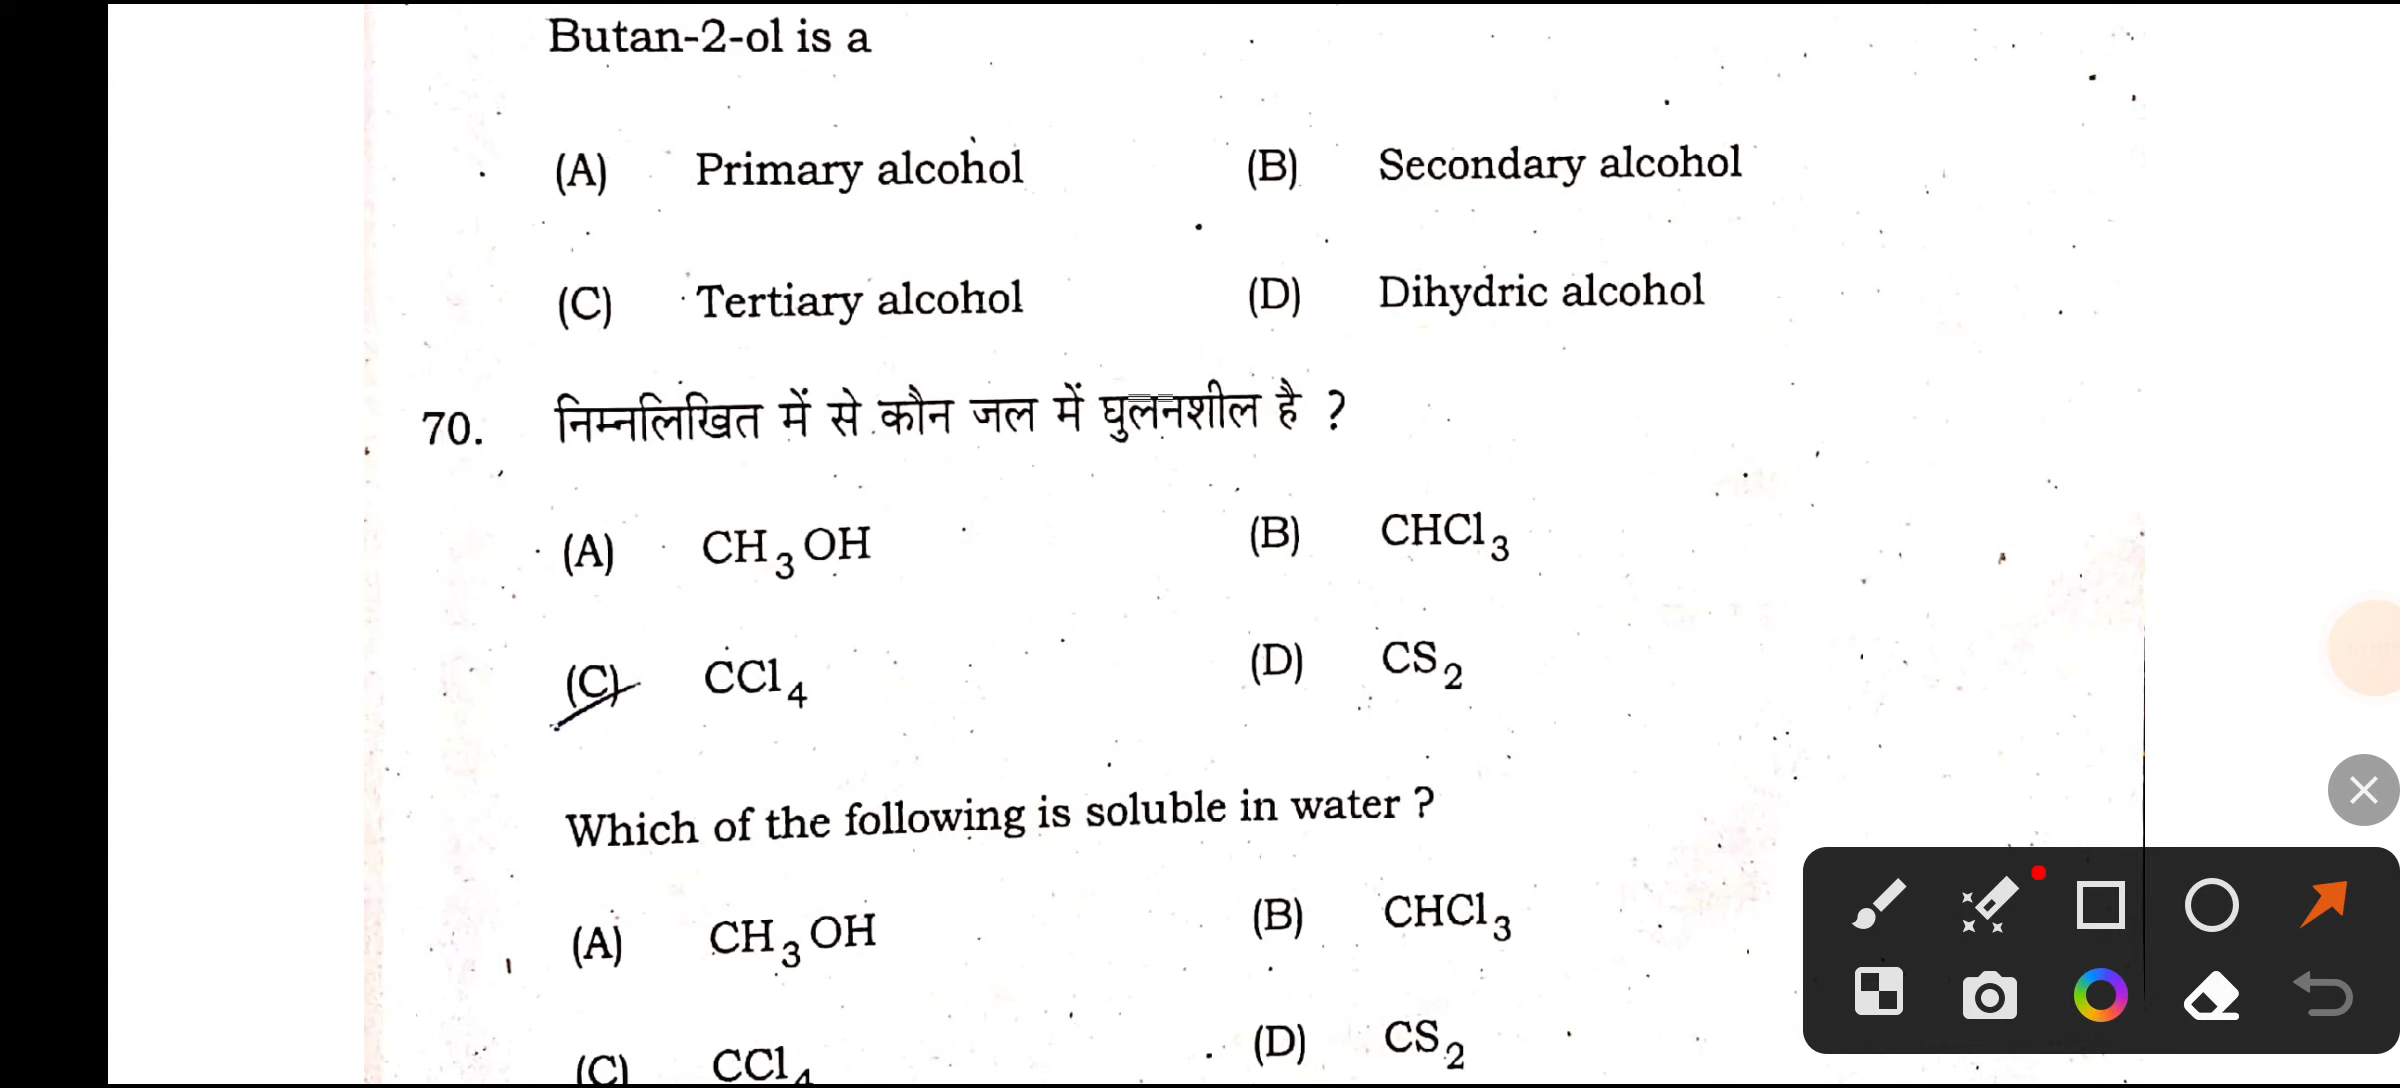 Butan-2-ol is a
(A) Primary alcohol (B) Secondary alcohol
(C) Tertiary alcohol (D) Dihydric alcohol
70. निम्नलिखित में से कौन जल में घुलनशील है ?
(A) CH₃OH (B) CHCl₃
(C) CCl₄ (D) CS₂
Which of the following is soluble in water ?
(A) CH₃OH (B) CHCl₃
(C) CCl₄ (D) CS₂